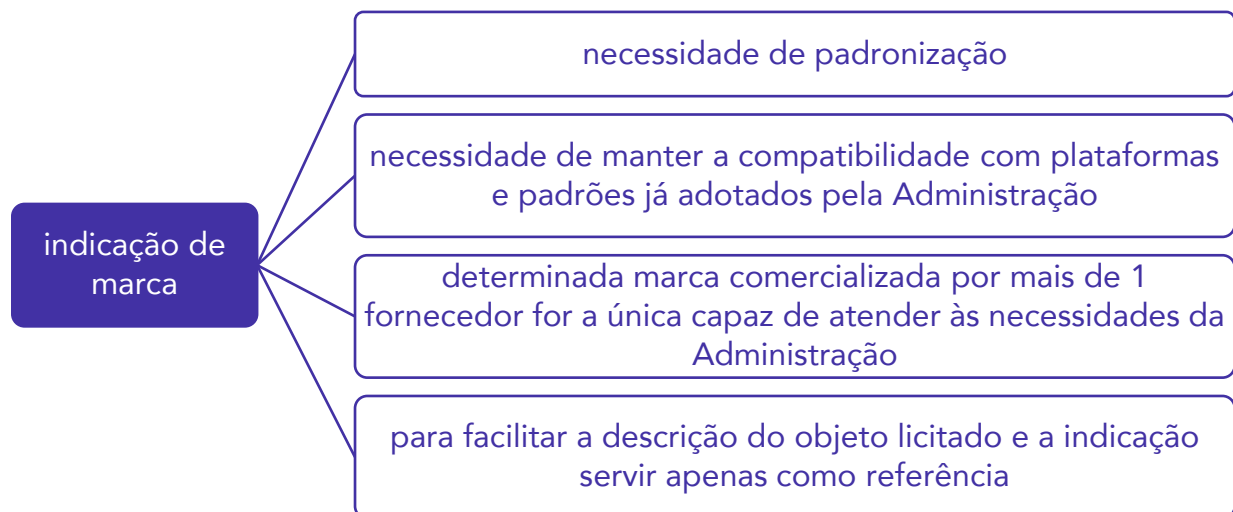 necessidade de padronização
necessidade de manter a compatibilidade com plataformas
e padrões já adotados pela Administração
indicação de
marca
determinada marca comercializada por mais de 1
fornecedor for a única capaz de atender às necessidades da
Administração
para facilitar a descrição do objeto licitado e a indicação
servir apenas como referência